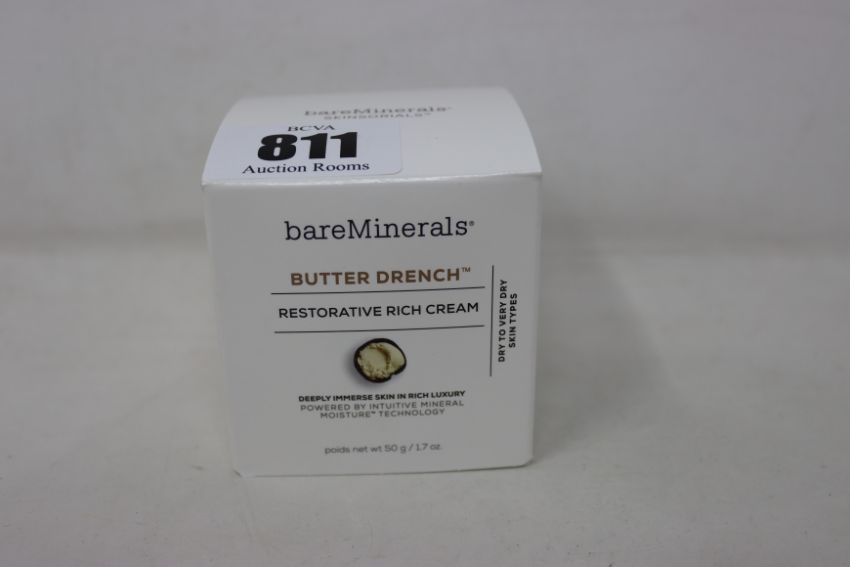 bareMinerals®
SKINSORIALS™
BCVA
811
Auction Rooms
bareMinerals®
BUTTER DRENCH™
RESTORATIVE RICH CREAM
DRY TO VERY DRY
SKIN TYPES
DEEPLY IMMERSE SKIN IN RICH LUXURY
POWERED BY INTUITIVE MINERAL
MOISTURE™ TECHNOLOGY
poids net wt 50 g / 1.7 oz.